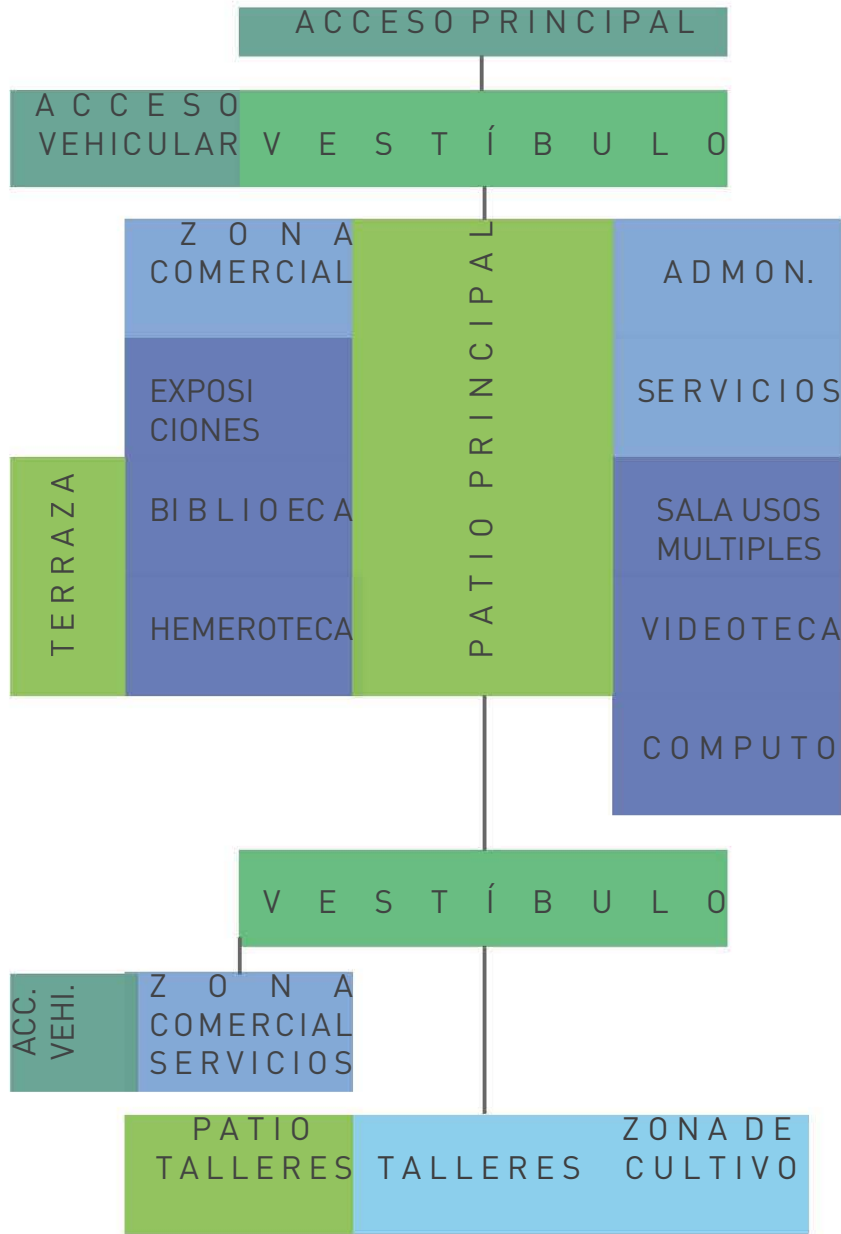 ACCESO PRINCIPAL
ACCESO
VEHICULAR
VESTÍBULO
ZONA
COMERCIAL
PATIO PRINCIPAL
ADMON.
EXPOSI
CIONES
SERVICIOS
TERRAZA
BIBLIOECA
SALA USOS
MULTIPLES
HEMEROTECA
VIDEOTECA
COMPUTO
VESTÍBULO
ACC.
VEHI.
ZONA
COMERCIAL
SERVICIOS
PATIO
TALLERES
TALLERES
ZONA DE
CULTIVO